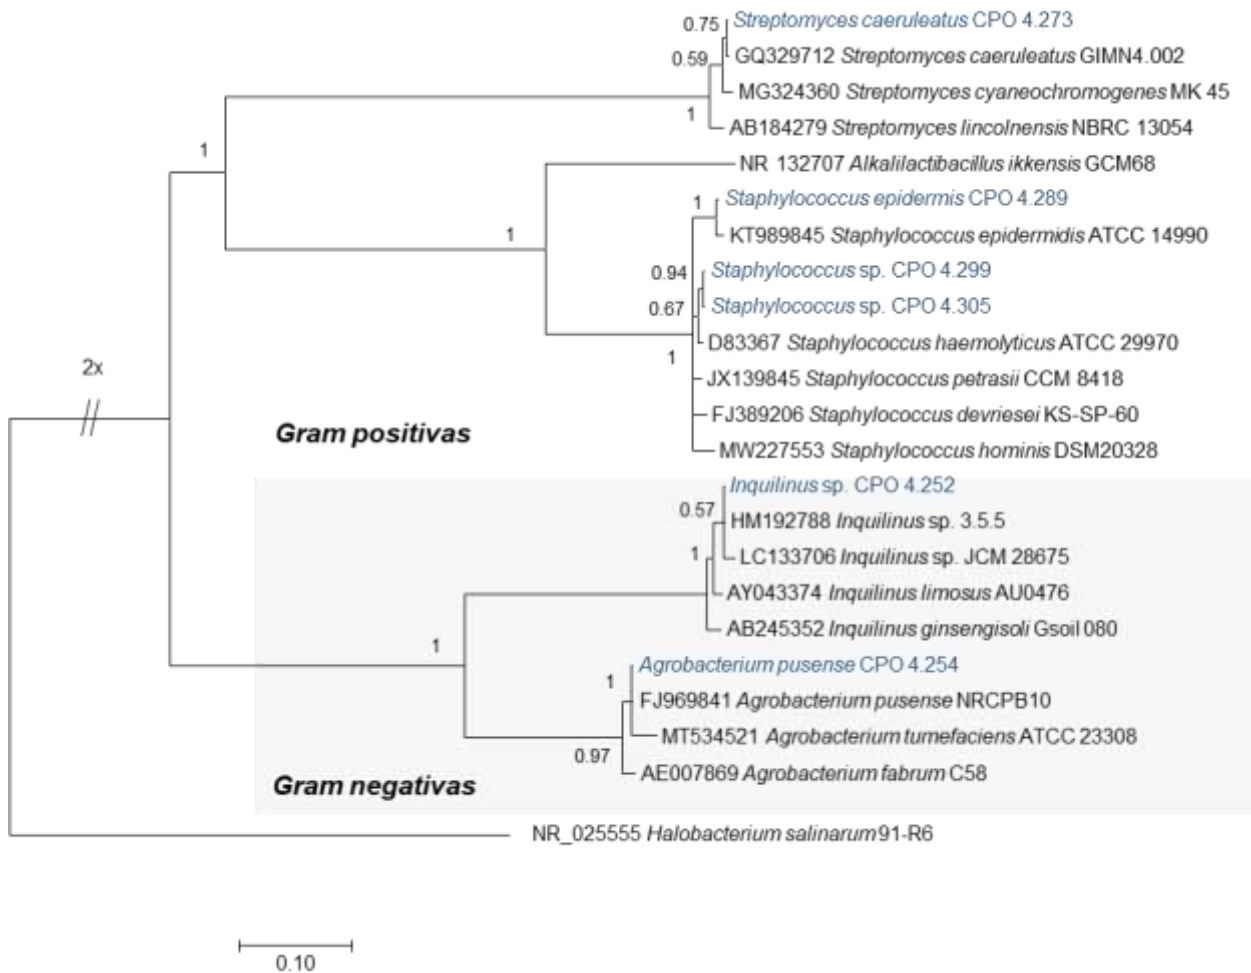 0.75
Streptomyces caeruleatus CPO 4.273
GQ329712 Streptomyces caeruleatus GIMN4.002
0.59
MG324360 Streptomyces cyaneochromogenes MK 45
1
AB184279 Streptomyces lincolnensis NBRC 13054
1
NR 132707 Alkalilactibacillus ikkensis GCM68
1
Staphylococcus epidermis CPO 4.289
1
KT989845 Staphylococcus epidermidis ATCC 14990
0.94
Staphylococcus sp. CPO 4.299
0.67
Staphylococcus sp. CPO 4.305
D83367 Staphylococcus haemolyticus ATCC 29970
1
JX139845 Staphylococcus petrasii CCM 8418
2x
FJ389206 Staphylococcus devriesei KS-SP-60
Gram positivas
MW227553 Staphylococcus hominis DSM20328
Inquilinus sp. CPO 4.252
0.57
HM192788 Inquilinus sp. 3.5.5
1
LC133706 Inquilinus sp. JCM 28675
AY043374 Inquilinus limosus AU0476
AB245352 Inquilinus ginsengisoli Gsoil 080
1
Agrobacterium pusense CPO 4.254
1
FJ969841 Agrobacterium pusense NRCPB10
MT534521 Agrobacterium tumefaciens ATCC 23308
0.97
AE007869 Agrobacterium fabrum C58
Gram negativas
NR_025555 Halobacterium salinarum 91-R6
0.10